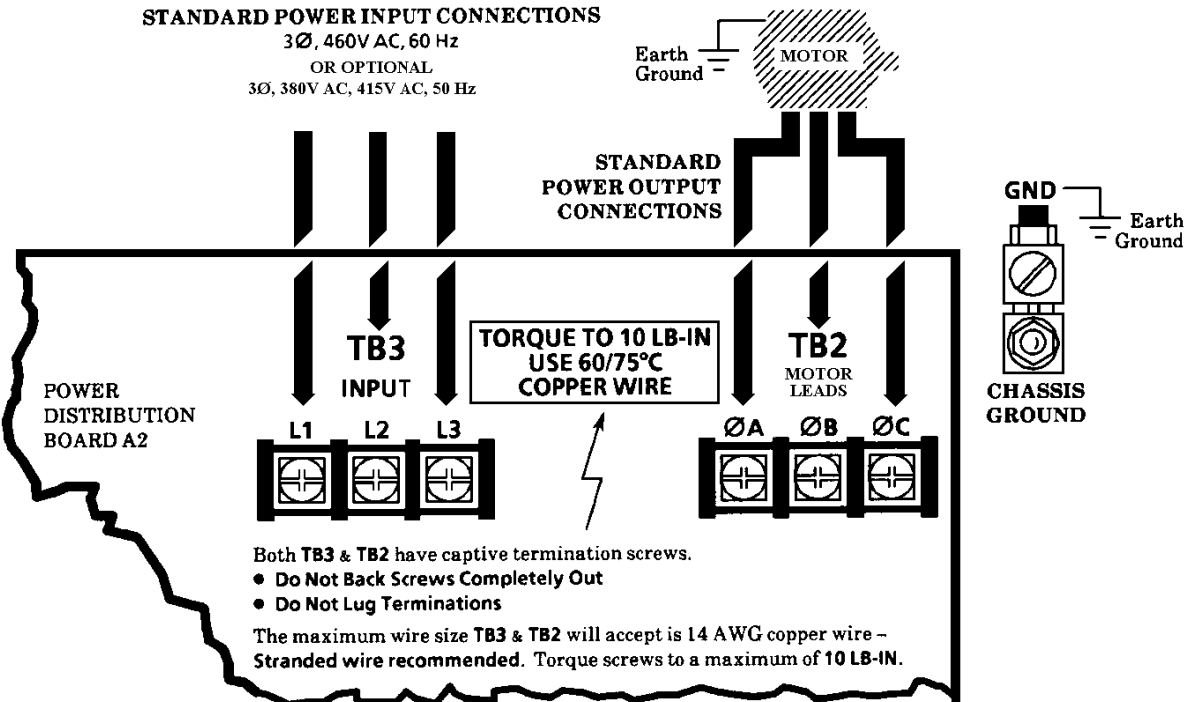 STANDARD POWER INPUT CONNECTIONS
3Ø, 460V AC, 60 Hz
OR OPTIONAL
3Ø, 380V AC, 415V AC, 50 Hz
Earth
Ground
MOTOR
STANDARD
POWER OUTPUT
CONNECTIONS
GND
Earth
Ground
CHASSIS
GROUND
POWER
DISTRIBUTION
BOARD A2
TB3
INPUT
L1 L2 L3
TORQUE TO 10 LB-IN
USE 60/75°C
COPPER WIRE
TB2
MOTOR
LEADS
ØA ØB ØC
Both TB3 & TB2 have captive termination screws.
● Do Not Back Screws Completely Out
● Do Not Lug Terminations
The maximum wire size TB3 & TB2 will accept is 14 AWG copper wire –
Stranded wire recommended. Torque screws to a maximum of 10 LB-IN.